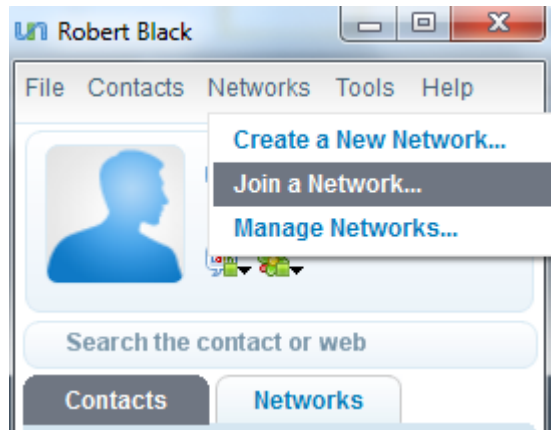 un Robert Black
File Contacts Networks Tools Help
Create a New Network...
Join a Network...
Manage Networks...
Search the contact or web
Contacts Networks